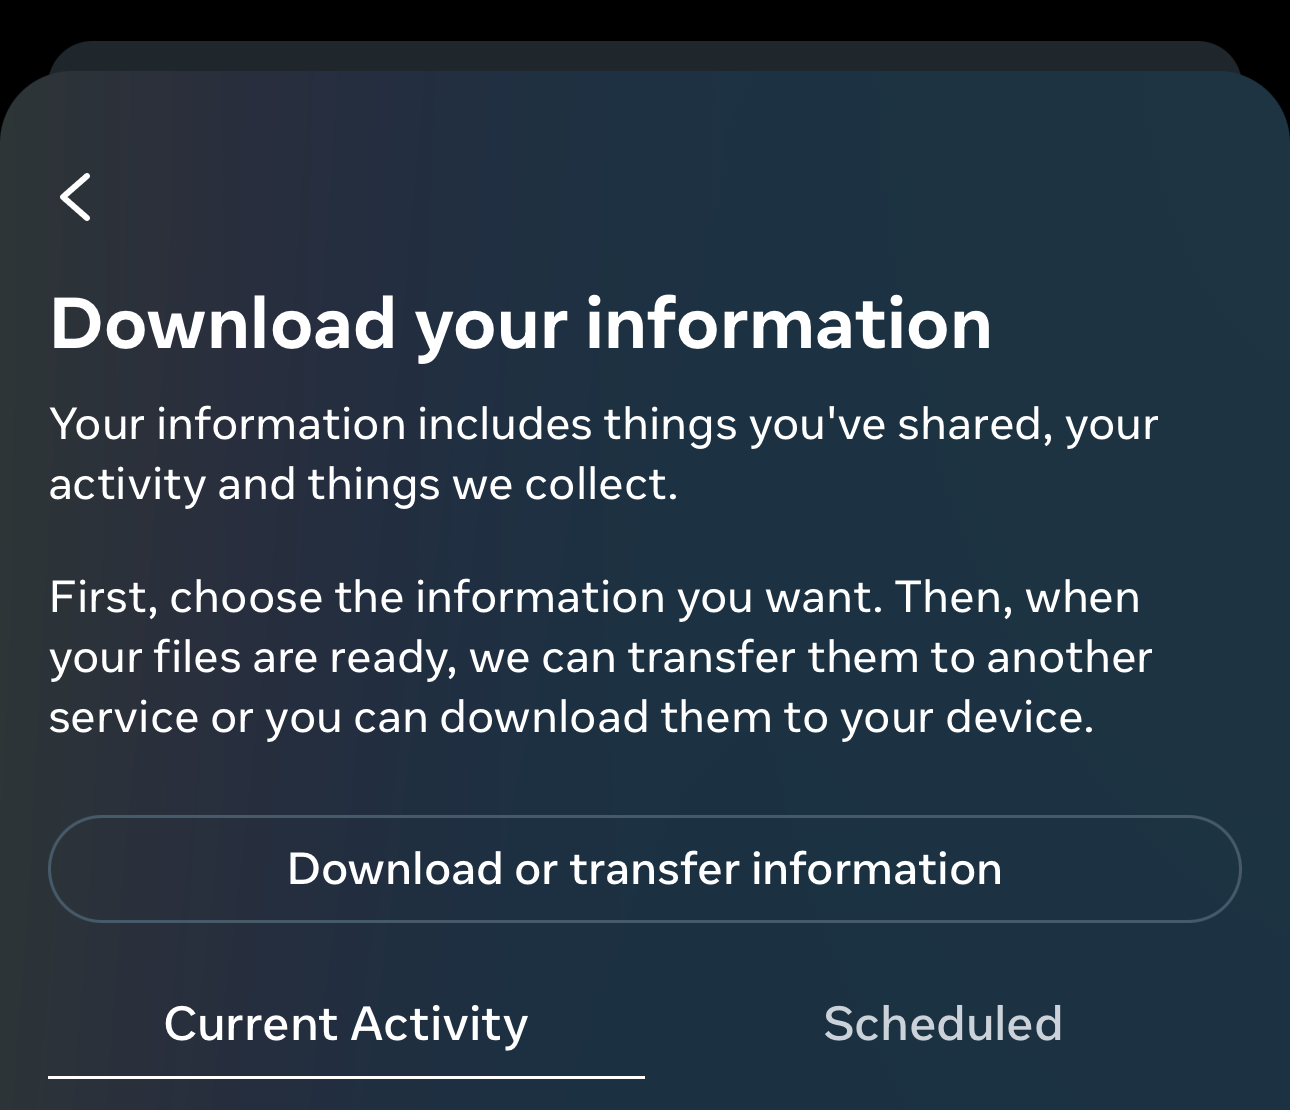 Download your information
Your information includes things you've shared, your
activity and things we collect.
First, choose the information you want. Then, when
your files are ready, we can transfer them to another
service or you can download them to your device.
Download or transfer information
Current Activity
Scheduled